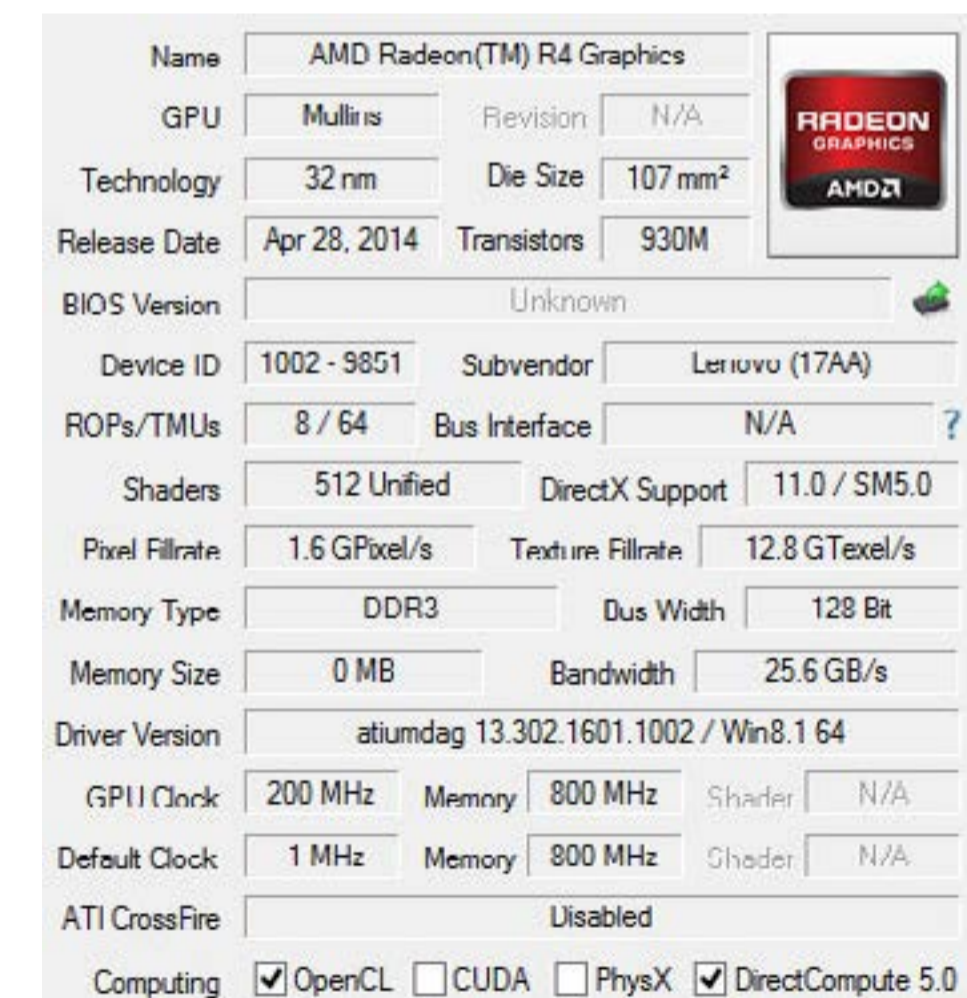 Name AMD Radeon(TM) R4 Graphics
GPU Mullins Revision N/A
RADEON
GRAPHICS
AMD
Technology 32 nm Die Size 107 mm²
Release Date Apr 28, 2014 Transistors 930M
BIOS Version Unknown
Device ID 1002 - 9851 Subvendor Lenovo (17AA)
ROPs/TMUs 8 / 64 Bus Interface N/A ?
Shaders 512 Unified DirectX Support 11.0 / SM5.0
Pixel Fillrate 1.6 GPixel/s Texture Fillrate 12.8 GTexel/s
Memory Type DDR3 Bus Width 128 Bit
Memory Size 0 MB Bandwidth 25.6 GB/s
Driver Version atiumdag 13.302.1601.1002 / Win8.1 64
GPU Clock 200 MHz Memory 800 MHz Shader N/A
Default Clock 1 MHz Memory 800 MHz Shader N/A
ATI CrossFire Disabled
Computing OpenCL CUDA PhysX DirectCompute 5.0